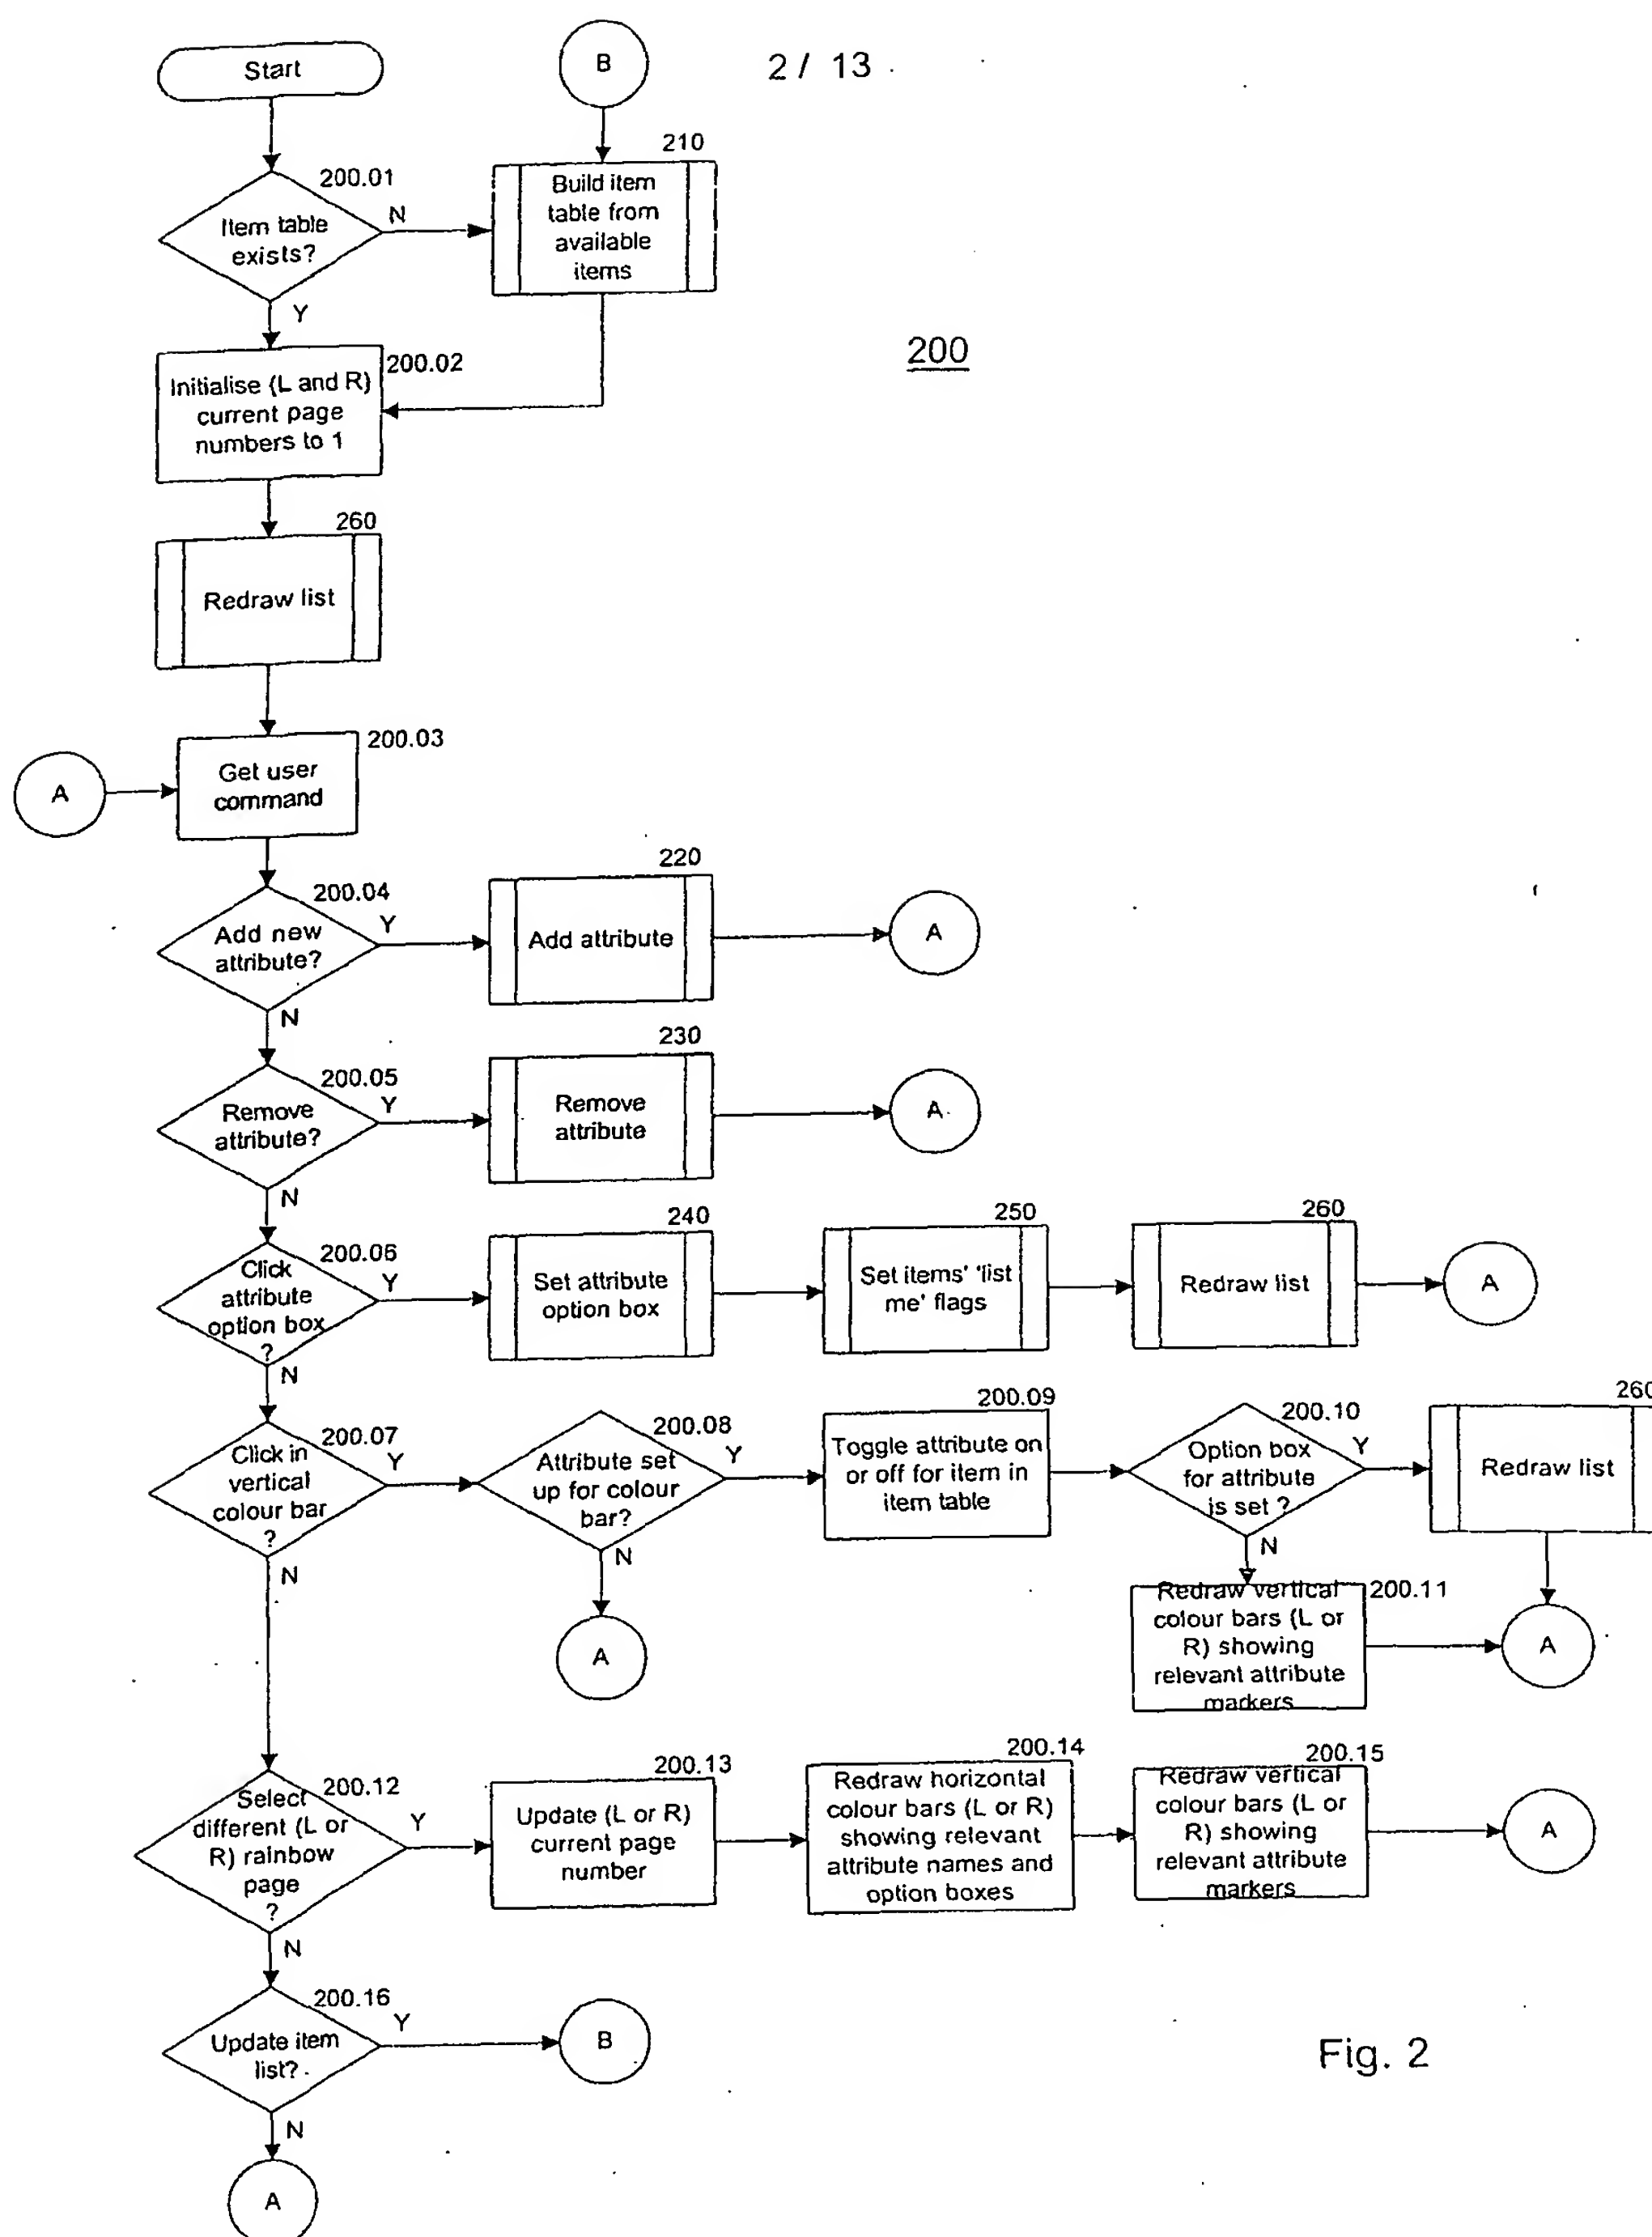 Start
B
2 / 13
200.01
210
Item table
exists?
N
Build item
table from
available
items
Y
200
200.02
Initialise (L and R)
current page
numbers to 1
260
Redraw list
200.03
A
Get user
command
200.04
Add new
attribute?
Y
220
Add attribute
A
N
200.05
Remove
attribute?
Y
230
Remove
attribute
A
N
200.06
Click
attribute
option box
?
Y
240
Set attribute
option box
250
Set items' 'list
me' flags
260
Redraw list
A
N
200.07
Click in
vertical
colour bar
?
Y
200.08
Attribute set
up for colour
bar?
Y
200.09
Toggle attribute on
or off for item in
item table
200.10
Option box
for attribute
is set ?
Y
260
Redraw list
N
N
A
N
200.11
Redraw vertical
colour bars (L or
R) showing
relevant attribute
markers
A
200.12
Select
different (L or
R) rainbow
page
?
Y
200.13
Update (L or R)
current page
number
200.14
Redraw horizontal
colour bars (L or R)
showing relevant
attribute names and
option boxes
200.15
Redraw vertical
colour bars (L or
R) showing
relevant attribute
markers
A
N
200.16
Update item
list?
Y
B
N
A
Fig. 2